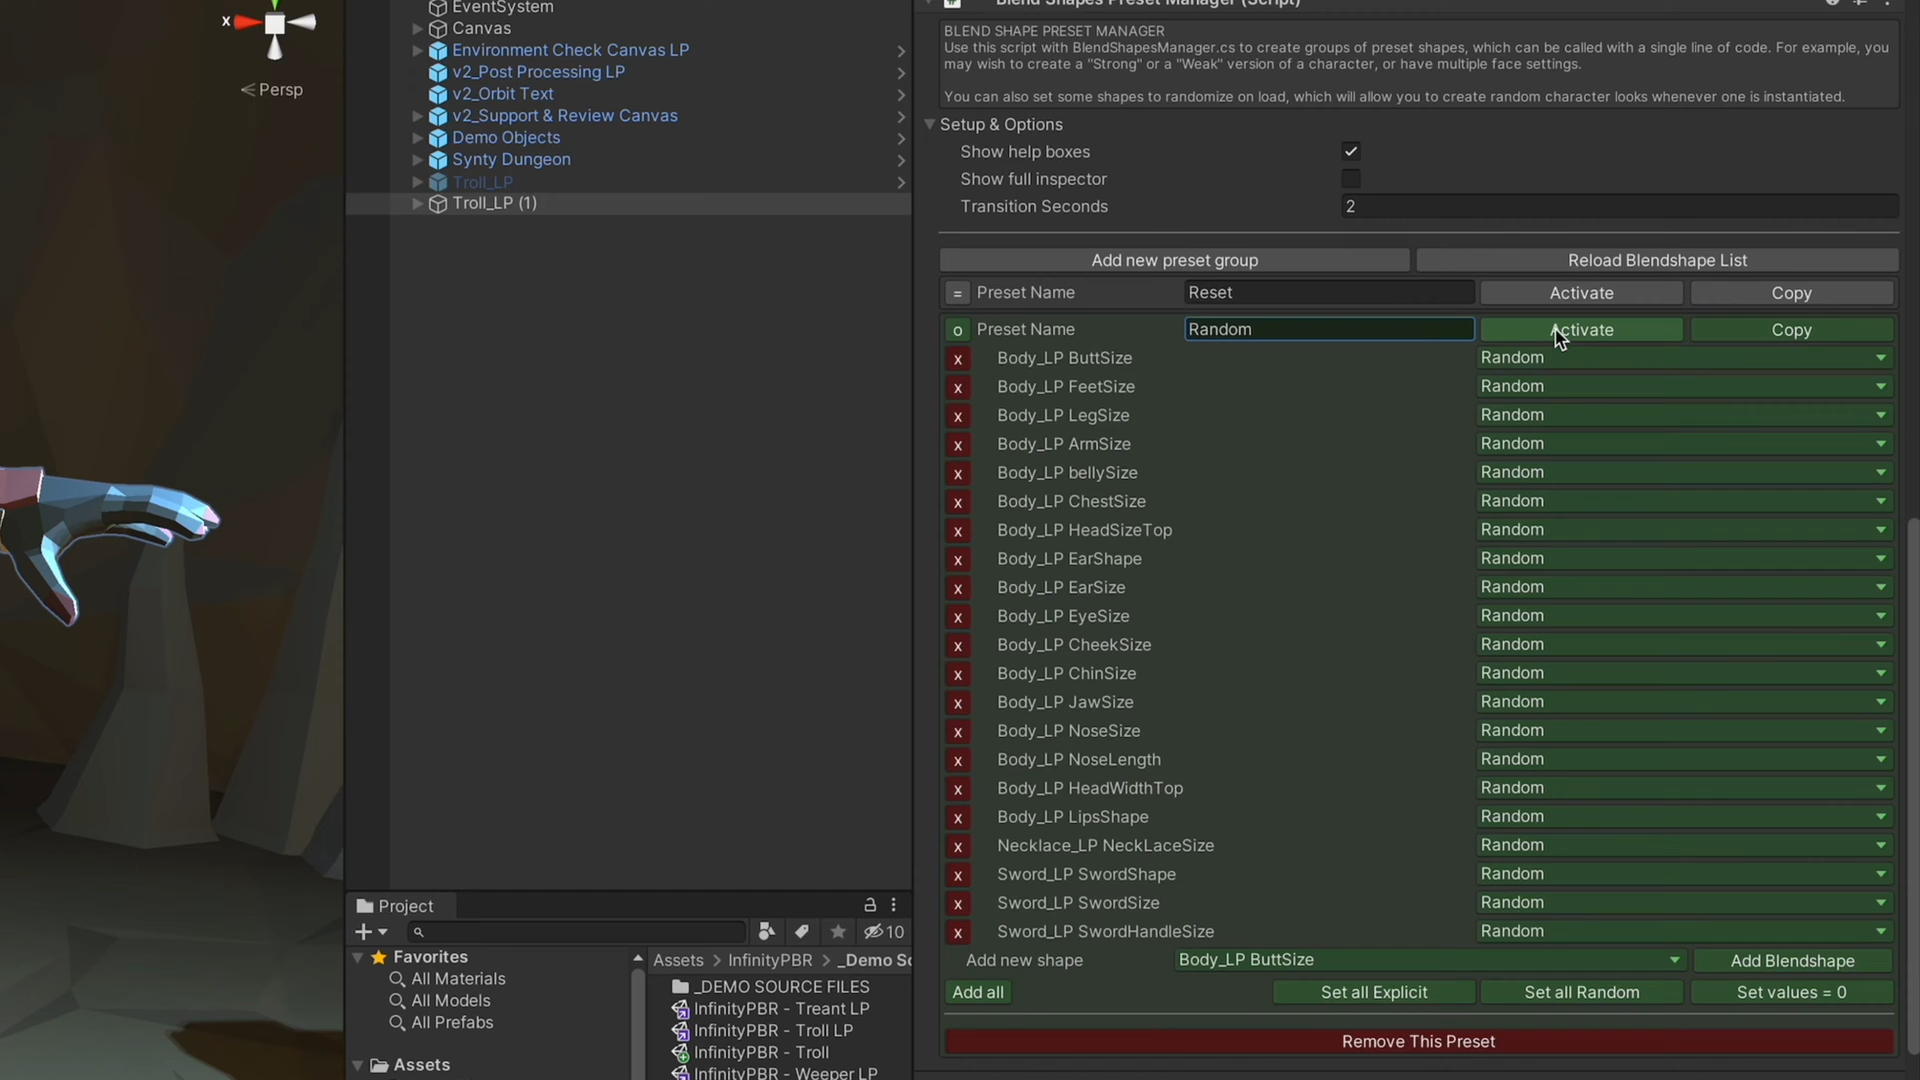 x
Persp
EventSystem
Canvas
Environment Check Canvas LP
v2_Post Processing LP
v2_Orbit Text
v2_Support & Review Canvas
Demo Objects
Synty Dungeon
Troll_LP
Troll_LP (1)
Project
10
Favorites
All Materials
All Models
All Prefabs
Assets
Assets > InfinityPBR > _Demo Sc
_DEMO SOURCE FILES
InfinityPBR - Treant LP
InfinityPBR - Troll LP
InfinityPBR - Troll
InfinityPBR - Weeper LP
Blend Shapes Preset Manager (Script)
BLEND SHAPE PRESET MANAGER
Use this script with BlendShapesManager.cs to create groups of preset shapes, which can be called with a single line of code. For example, you
may wish to create a "Strong" or a "Weak" version of a character, or have multiple face settings.
You can also set some shapes to randomize on load, which will allow you to create random character looks whenever one is instantiated.
Setup & Options
Show help boxes
Show full inspector
Transition Seconds 2
Add new preset group Reload Blendshape List
= Preset Name Reset Activate Copy
o Preset Name Random Activate Copy
x Body_LP ButtSize Random
x Body_LP FeetSize Random
x Body_LP LegSize Random
x Body_LP ArmSize Random
x Body_LP bellySize Random
x Body_LP ChestSize Random
x Body_LP HeadSizeTop Random
x Body_LP EarShape Random
x Body_LP EarSize Random
x Body_LP EyeSize Random
x Body_LP CheekSize Random
x Body_LP ChinSize Random
x Body_LP JawSize Random
x Body_LP NoseSize Random
x Body_LP NoseLength Random
x Body_LP HeadWidthTop Random
x Body_LP LipsShape Random
x Necklace_LP NeckLaceSize Random
x Sword_LP SwordShape Random
x Sword_LP SwordSize Random
x Sword_LP SwordHandleSize Random
Add new shape Body_LP ButtSize Add Blendshape
Add all Set all Explicit Set all Random Set values = 0
Remove This Preset